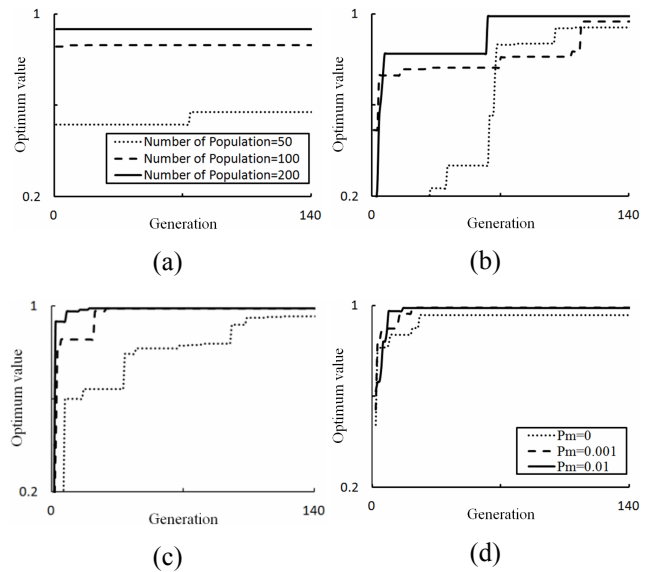 1
Optimum value
Number of Population=50
Number of Population=100
Number of Population=200
0.2
0
Generation
140
(a)
1
Optimum value
0.2
0
Generation
140
(b)
1
Optimum value
0.2
0
Generation
140
(c)
1
Optimum value
Pm=0
Pm=0.001
Pm=0.01
0.2
0
Generation
140
(d)